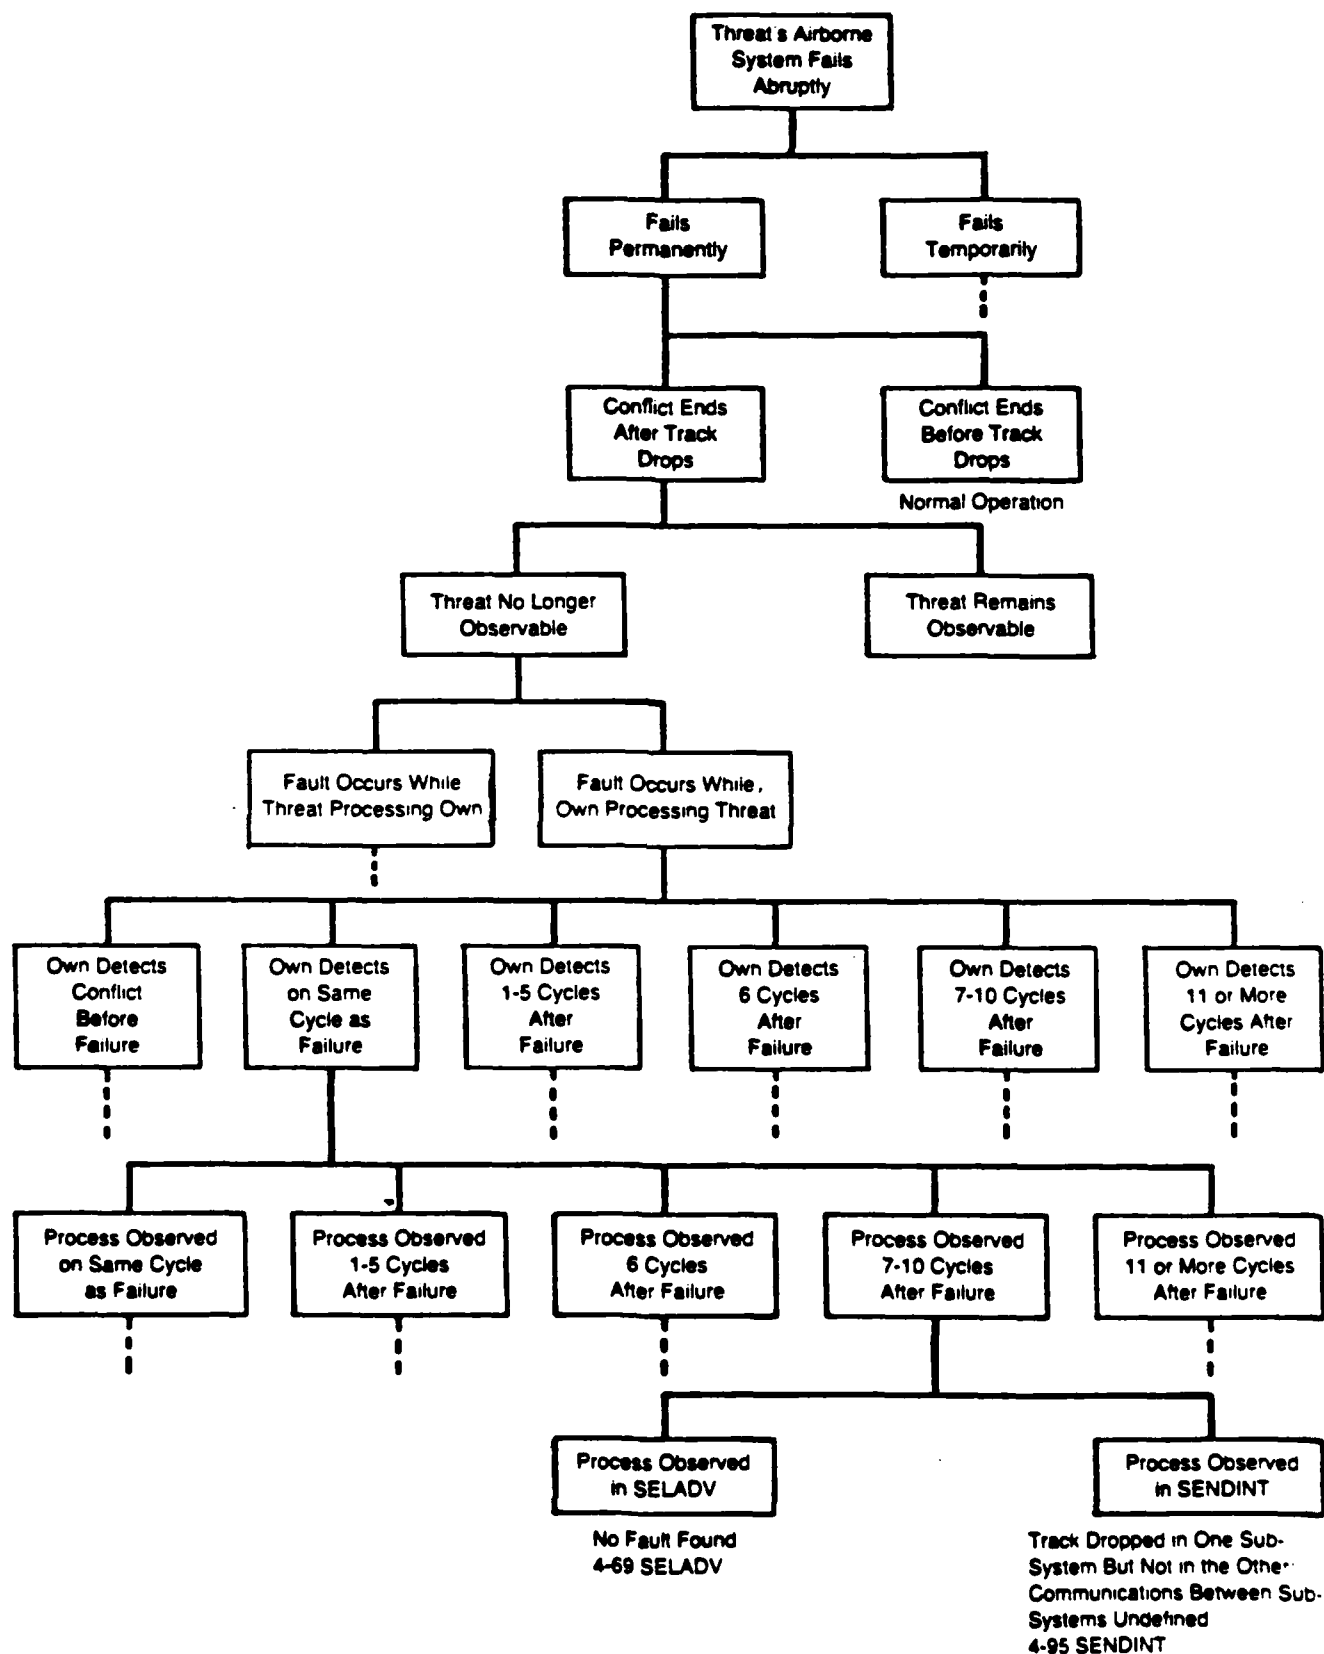 Threat's Airborne
System Fails
Abruptly
Fails
Permanently
Fails
Temporarily
Conflict Ends
After Track
Drops
Conflict Ends
Before Track
Drops
Normal Operation
Threat No Longer
Observable
Threat Remains
Observable
Fault Occurs While
Threat Processing Own
Fault Occurs While,
Own Processing Threat
Own Detects
Conflict
Before
Failure
Own Detects
on Same
Cycle as
Failure
Own Detects
1-5 Cycles
After
Failure
Own Detects
6 Cycles
After
Failure
Own Detects
7-10 Cycles
After
Failure
Own Detects
11 or More
Cycles After
Failure
Process Observed
on Same Cycle
as Failure
Process Observed
1-5 Cycles
After Failure
Process Observed
6 Cycles
After Failure
Process Observed
7-10 Cycles
After Failure
Process Observed
11 or More Cycles
After Failure
Process Observed
in SELADV
Process Observed
in SENDINT
No Fault Found
4-69 SELADV
Track Dropped in One Sub-
System But Not in the Other
Communications Between Sub-
Systems Undefined
4-95 SENDINT